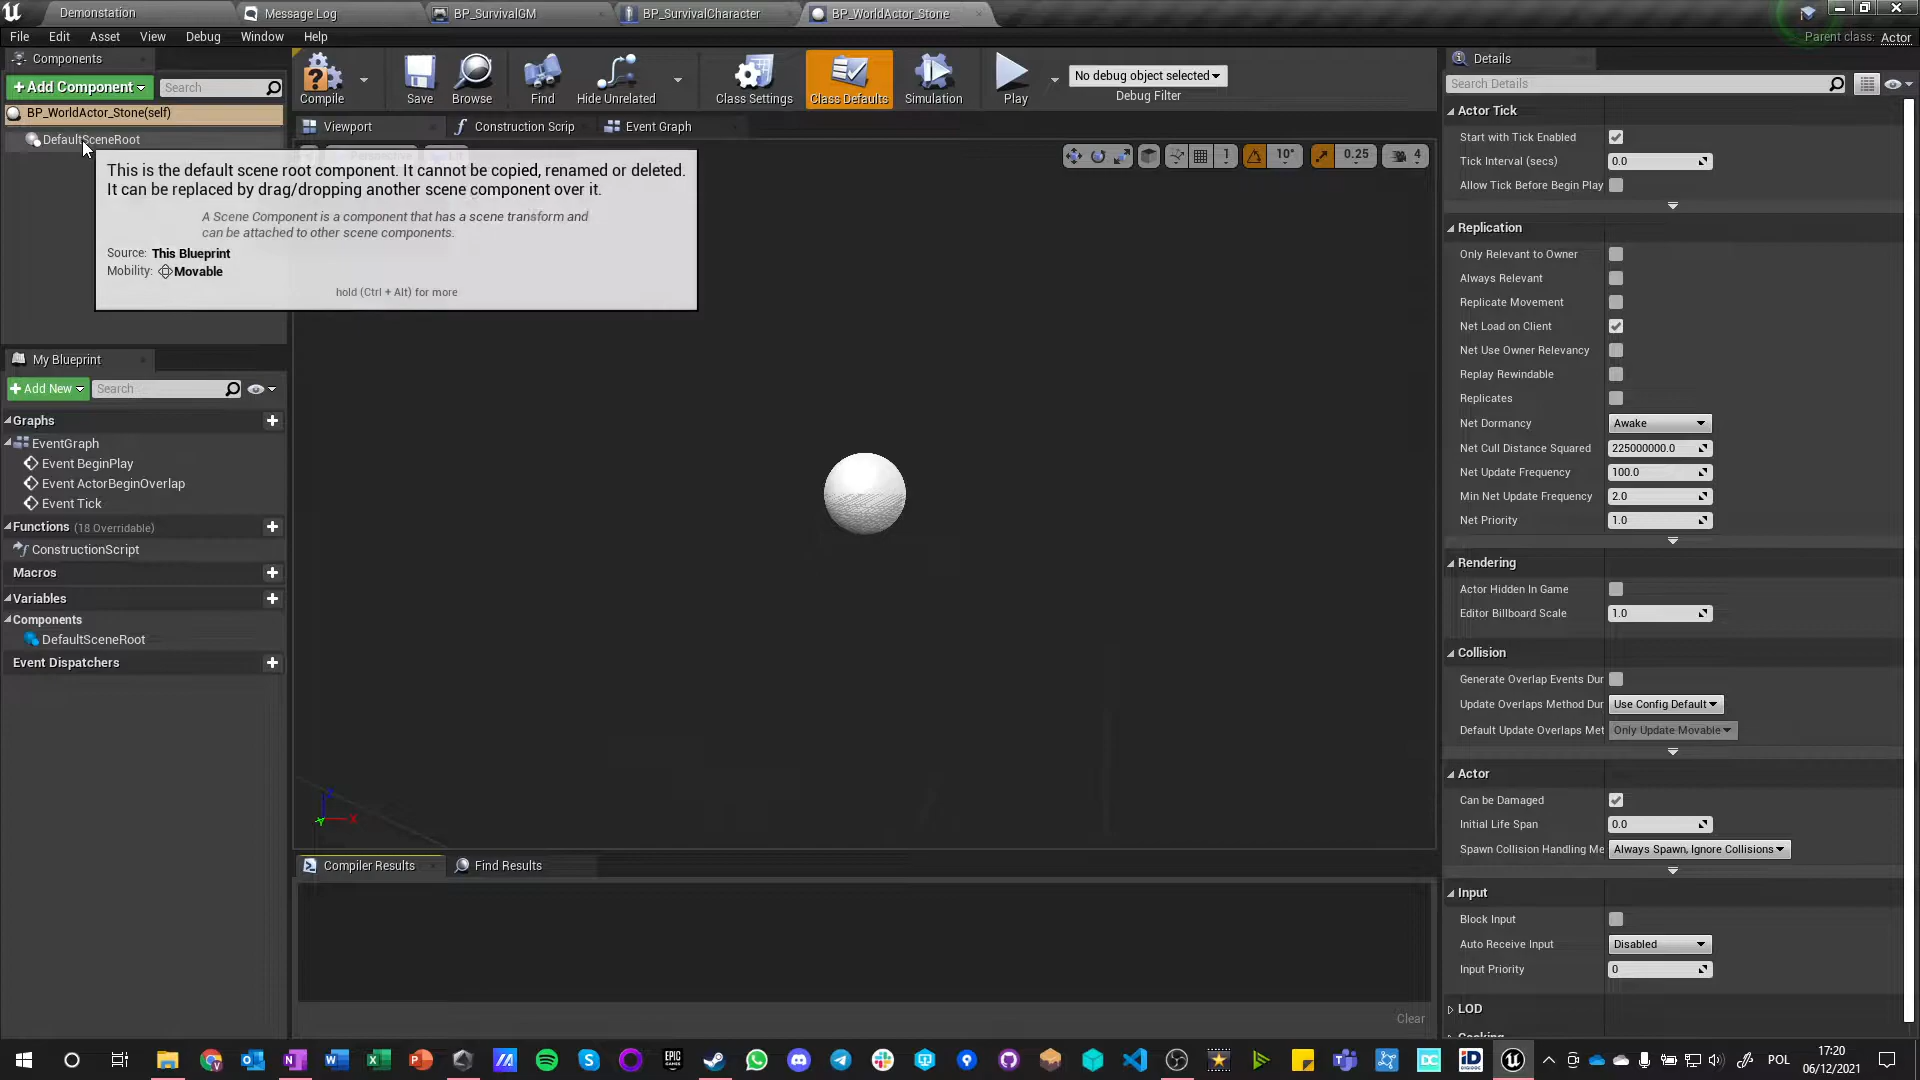 Demonstation
Message Log
BP_SurvivalGM
BP_SurvivalCharacter
BP_WorldActor_Stone
File Edit Asset View Debug Window Help
Parent class: Actor
Components
+Add Component
Search
BP_WorldActor_Stone(self)
DefaultSceneRoot
This is the default scene root component. It cannot be copied, renamed or deleted.
It can be replaced by drag/dropping another scene component over it.
A Scene Component is a component that has a scene transform and
can be attached to other scene components.
Source: This Blueprint
Mobility: Movable
hold (Ctrl + Alt) for more
Compile
Save
Browse
Find
Hide Unrelated
Class Settings
Class Defaults
Simulation
Play
No debug object selected
Debug Filter
Viewport
Construction Scrip
Event Graph
1
10°
0.25
4
My Blueprint
+Add New
Search
Graphs
EventGraph
Event BeginPlay
Event ActorBeginOverlap
Event Tick
Functions (18 Overridable)
ConstructionScript
Macros
Variables
Components
DefaultSceneRoot
Event Dispatchers
Compiler Results
Find Results
Clear
Details
Search Details
Actor Tick
Start with Tick Enabled
Tick Interval (secs) 0.0
Allow Tick Before Begin Play
Replication
Only Relevant to Owner
Always Relevant
Replicate Movement
Net Load on Client
Net Use Owner Relevancy
Replay Rewindable
Replicates
Net Dormancy Awake
Net Cull Distance Squared 225000000.0
Net Update Frequency 100.0
Min Net Update Frequency 2.0
Net Priority 1.0
Rendering
Actor Hidden In Game
Editor Billboard Scale 1.0
Collision
Generate Overlap Events Dur
Update Overlaps Method Dur Use Config Default
Default Update Overlaps Met Only Update Movable
Actor
Can be Damaged
Initial Life Span 0.0
Spawn Collision Handling Me Always Spawn, Ignore Collisions
Input
Block Input
Auto Receive Input Disabled
Input Priority 0
LOD
POL
17:20
06/12/2021